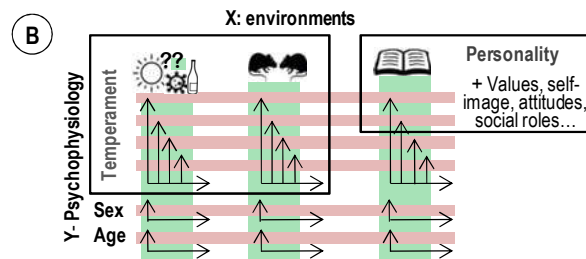 B
X: environments
??
Personality
+ Values, self-
image, attitudes,
social roles…
Y- Psychophysiology
Temperament
Sex
Age